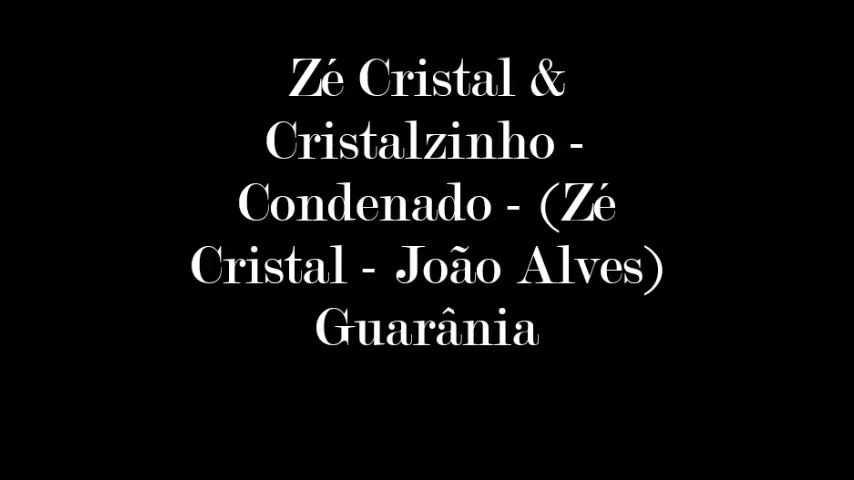 Zé Cristal &
Cristalzinho -
Condenado - (Zé
Cristal - João Alves)
Guarânia